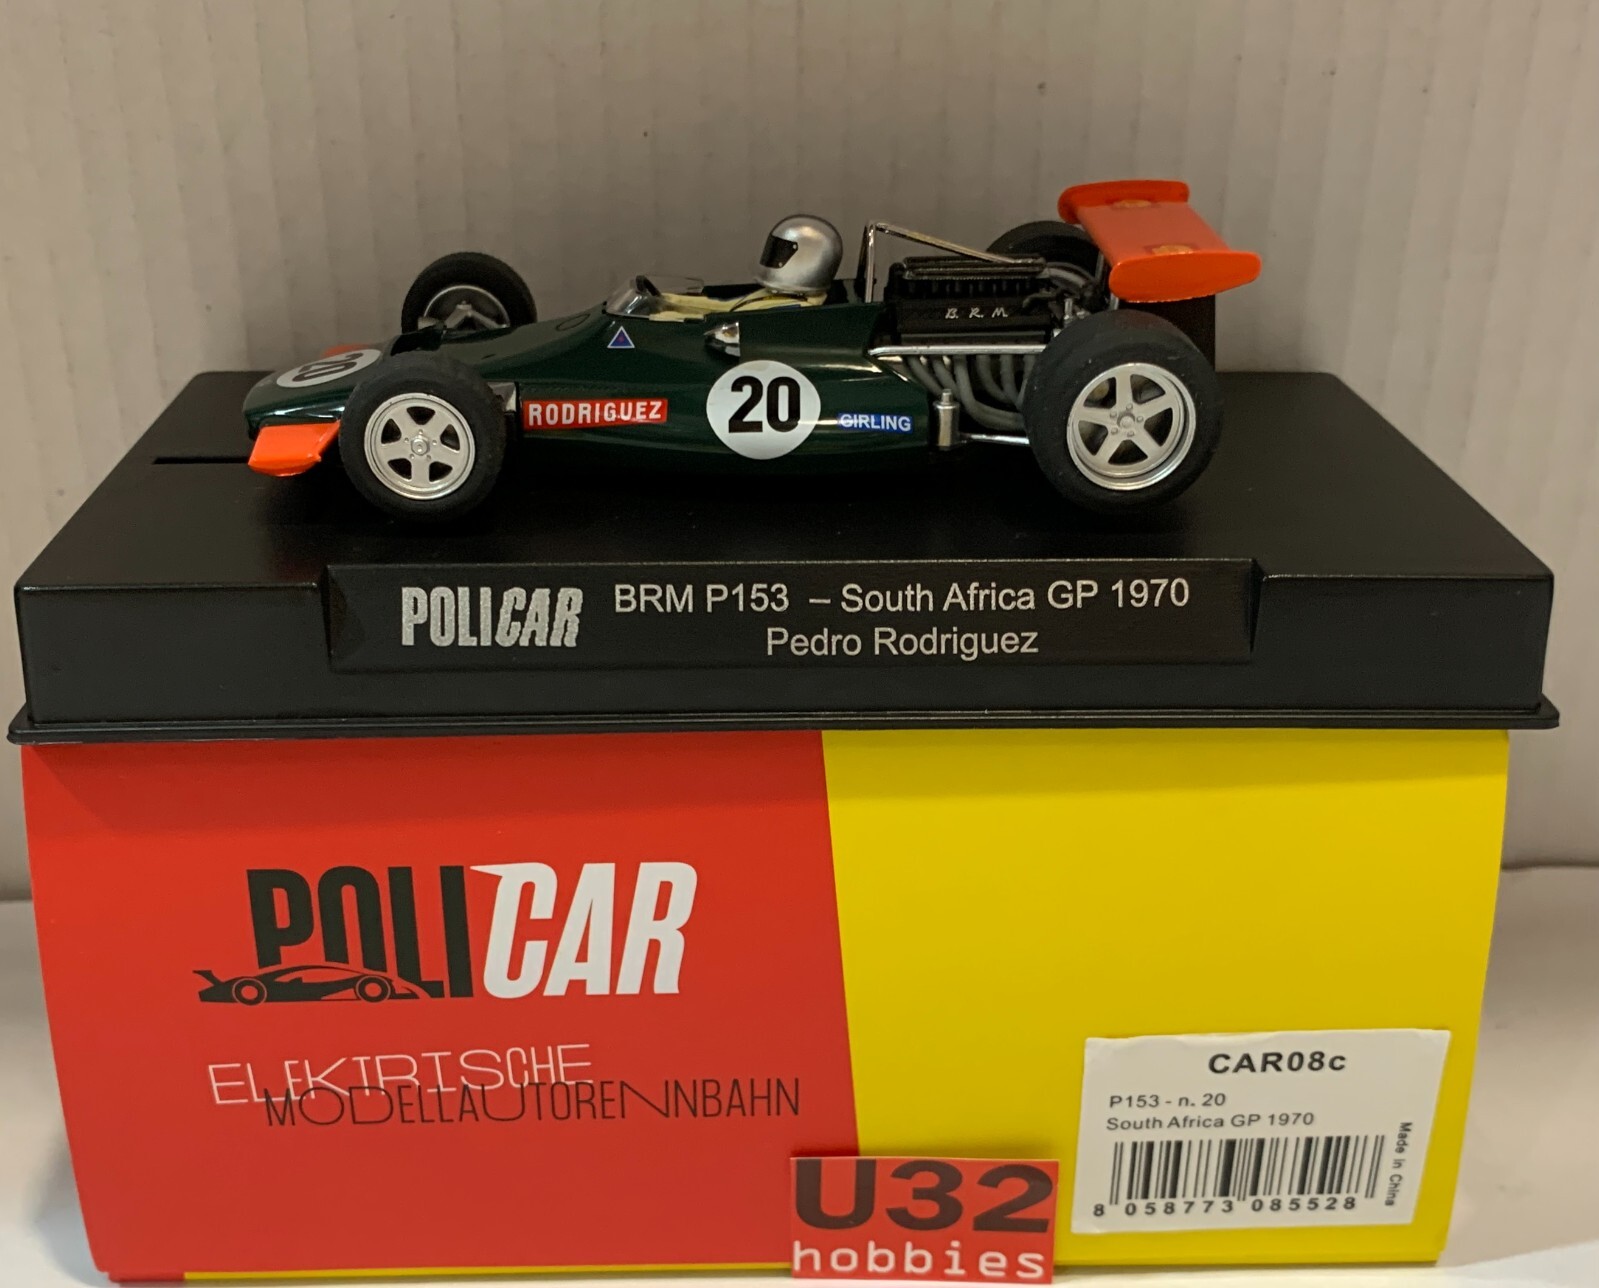 B. R. M.
20
RODRIGUEZ
20
GIRLING
POLICAR
BRM P153 – South Africa GP 1970
Pedro Rodriguez
POLICAR
ELEKTRISCHE
MODELLAUTORENNBAHN
CAR08c
P153 - n. 20
South Africa GP 1970
Made in China
8 058773 085528
U32
hobbies